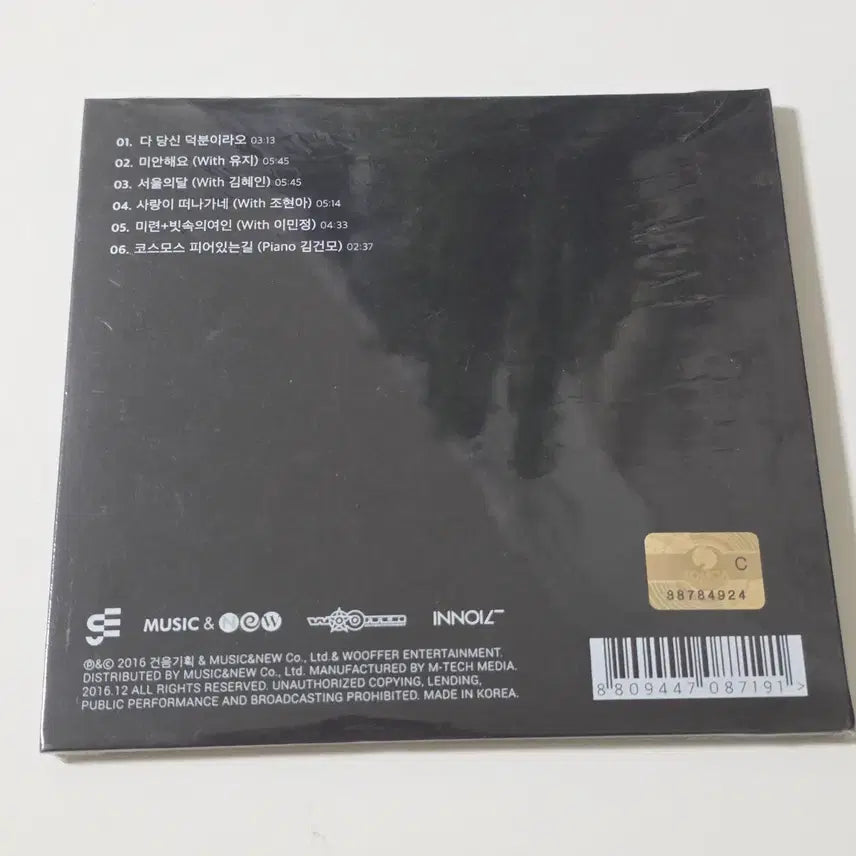 01. 다 당신 덕분이라오 03:13
02. 미안해요 (With 유지) 05:45
03. 서울의달 (With 김혜인) 05:45
04. 사랑이 떠나가네 (With 조현아) 05:14
05. 미련+빗속의여인 (With 이민정) 04:33
06. 코스모스 피어있는길 (Piano 김건모) 02:37
C
98784924
MUSIC & NEW
INNO
℗&© 2016 건음기획 & MUSIC&NEW Co., Ltd.& WOOFFER ENTERTAINMENT.
DISTRIBUTED BY MUSIC&NEW Co., Ltd. MANUFACTURED BY M-TECH MEDIA.
2016.12 ALL RIGHTS RESERVED. UNAUTHORIZED COPYING, LENDING,
PUBLIC PERFORMANCE AND BROADCASTING PROHIBITED. MADE IN KOREA.
8 809447 087191 >